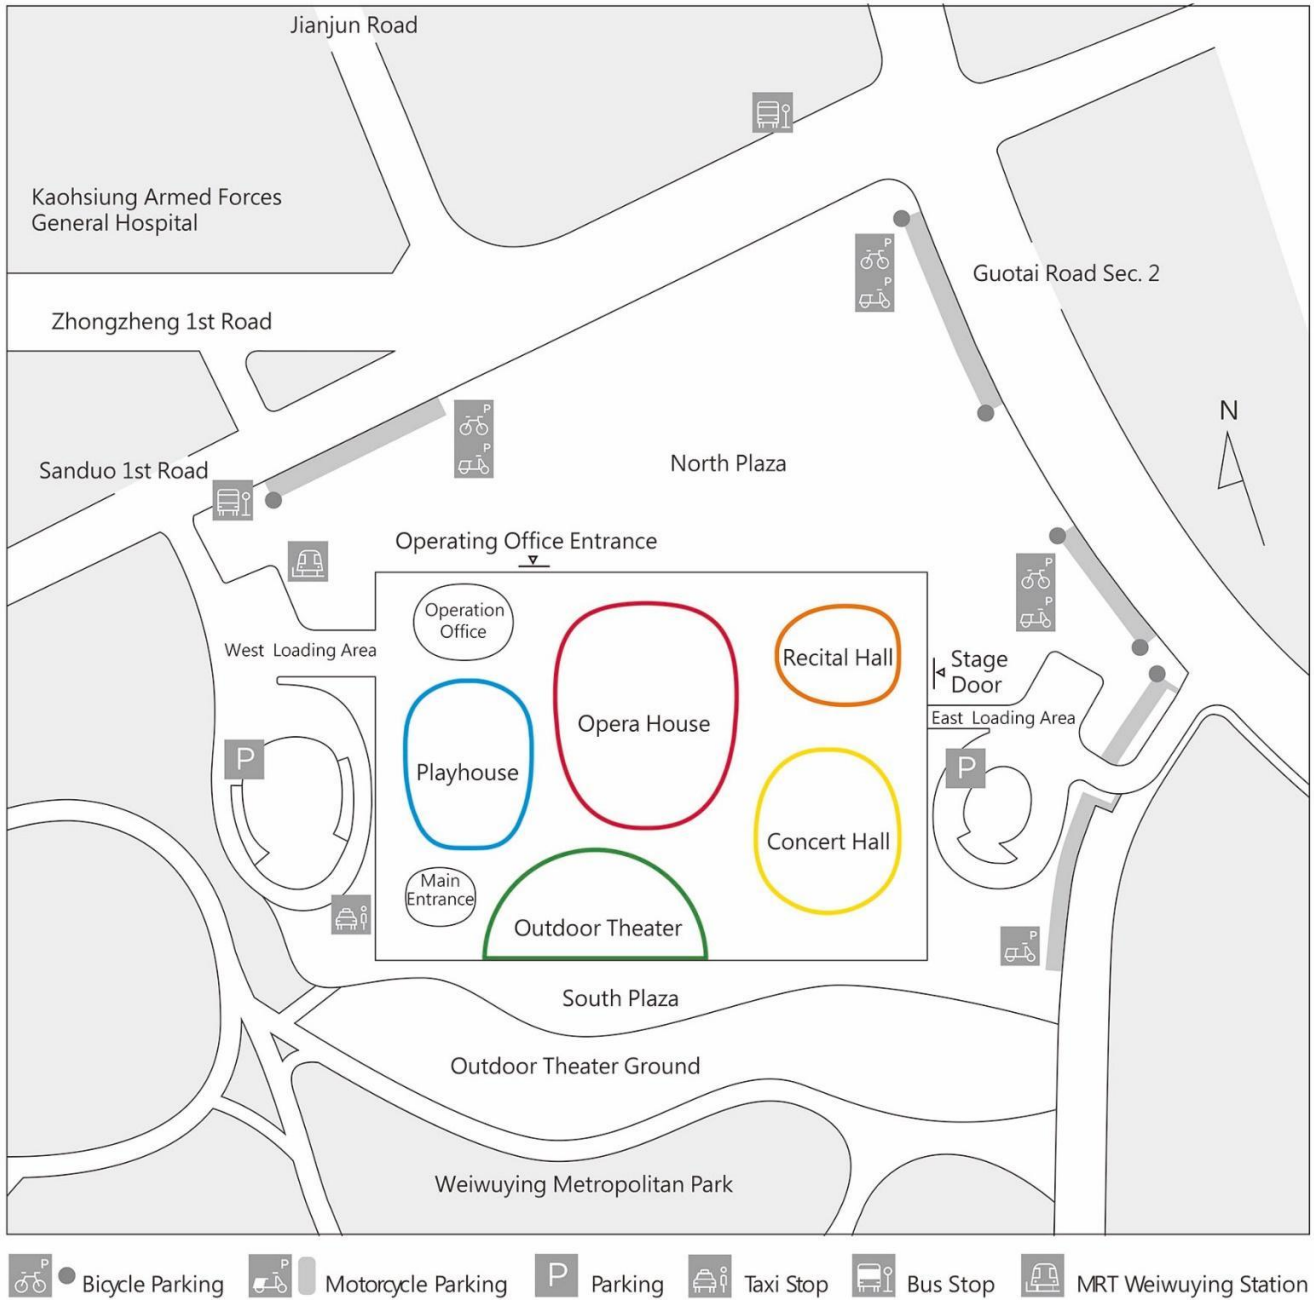 Jianjun Road
Kaohsiung Armed Forces
General Hospital
Guotai Road Sec. 2
Zhongzheng 1st Road
N
Sanduo 1st Road
North Plaza
Operating Office Entrance
Operation
Office
West Loading Area
Recital Hall
Stage
Door
East Loading Area
Opera House
P
Playhouse
P
Concert Hall
Main
Entrance
Outdoor Theater
South Plaza
Outdoor Theater Ground
Weiwuying Metropolitan Park
P Bicycle Parking
P Motorcycle Parking
P Parking
Taxi Stop
Bus Stop
MRT Weiwuying Station